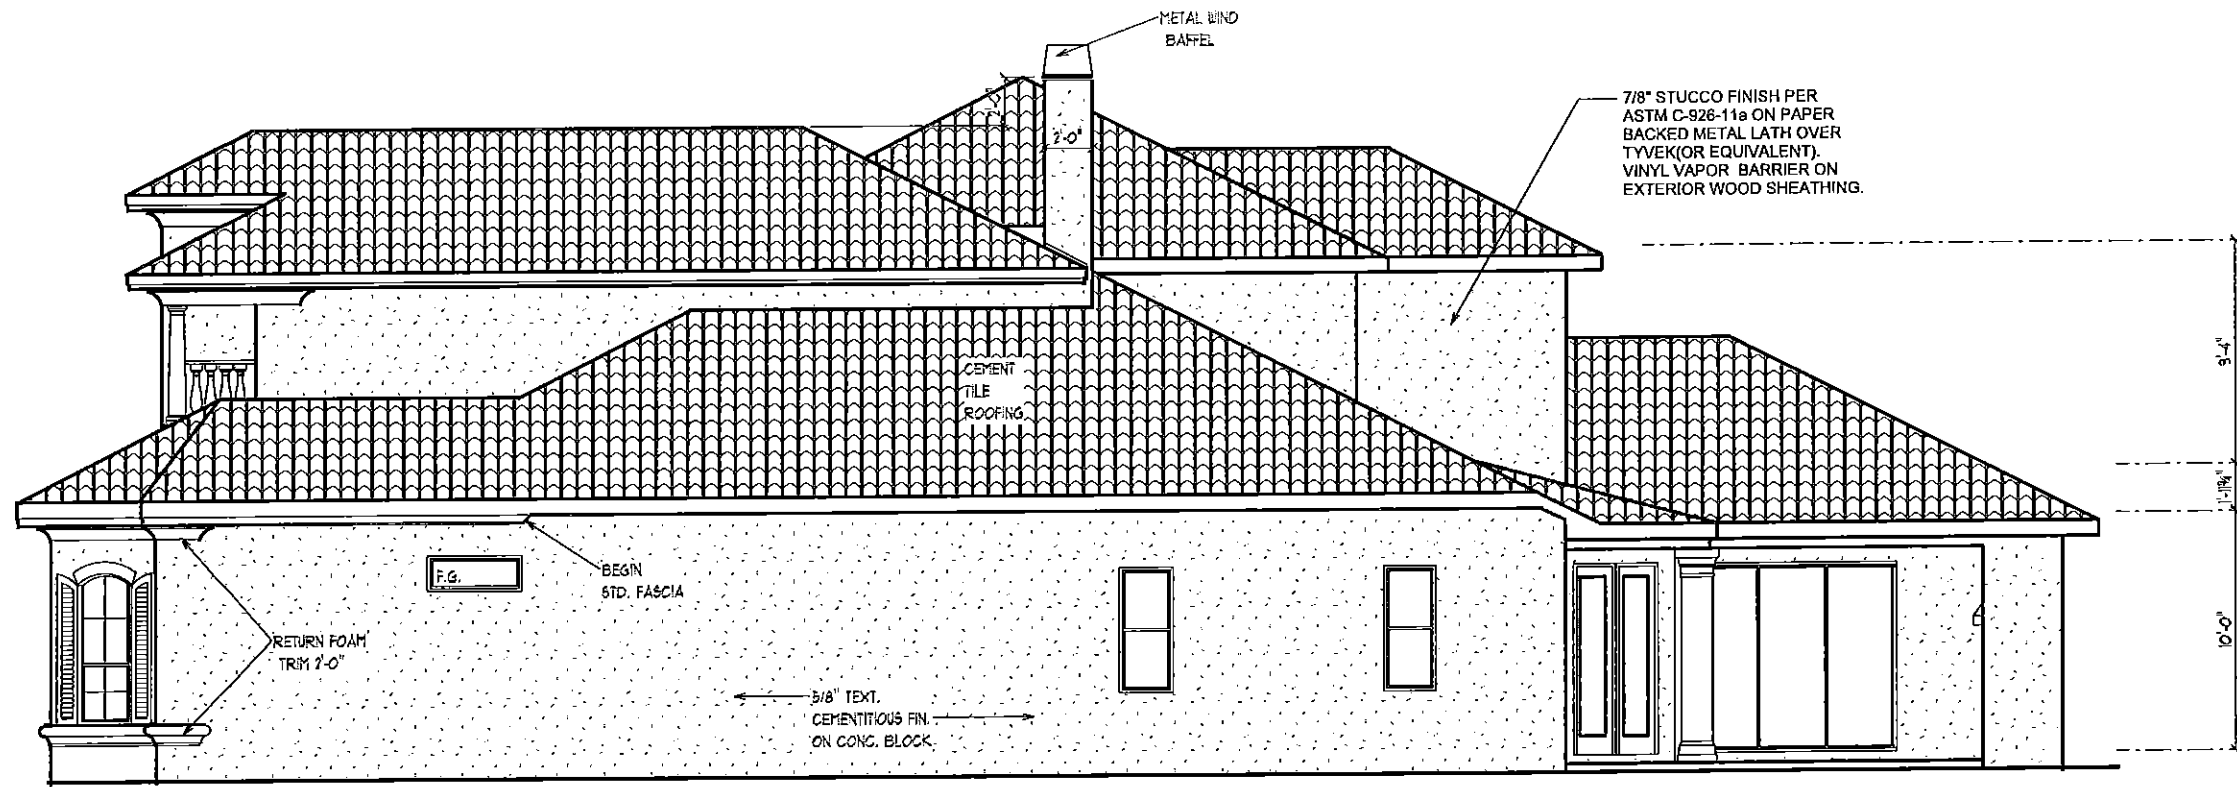 METAL WIND
BAFFEL
7/8" STUCCO FINISH PER
ASTM C-926-11a ON PAPER
BACKED METAL LATH OVER
TYVEK(OR EQUIVALENT).
VINYL VAPOR BARRIER ON
EXTERIOR WOOD SHEATHING.
2'-0"
CEMENT
TILE
ROOFING
9'-4"
1'-11¾"
10'-0"
F.G.
BEGIN
STD. FASCIA
RETURN FOAM
TRIM 2'-0"
5/8" TEXT.
CEMENTITIOUS FIN.
ON CONC. BLOCK